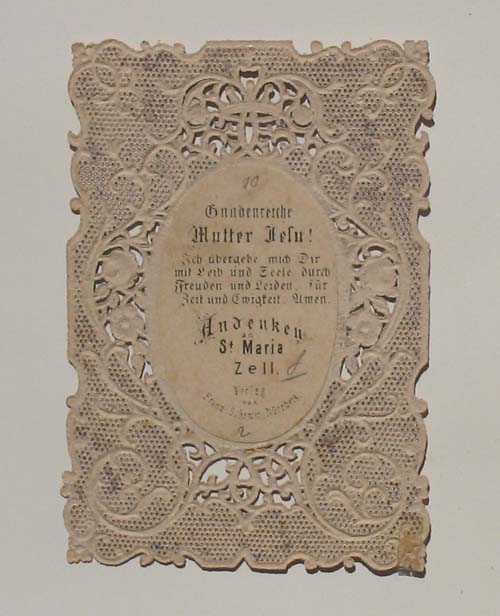 10
Gnadenreiche
Mutter Jesu!
Ich übergebe mich Dir
mit Leib und Seele durch
Freuden und Leiden, für
Zeit und Ewigkeit. Amen.
Andenken
an
St Maria
Zell.
Verlag
von
Nürnberg.
2